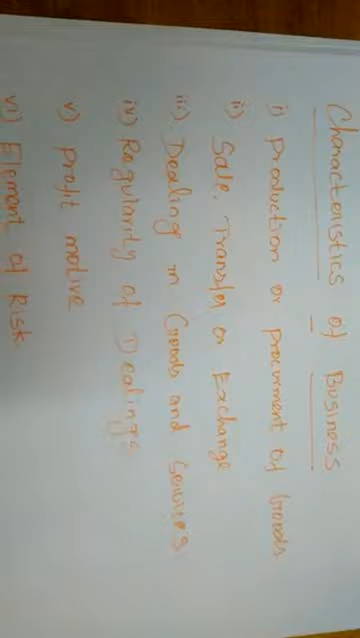 Characteristics of Business
i) Production or procurment of Goods
ii) Sale, Transfer or Exchange
iii) Dealing in Goods and Services
iv) Regularity of Dealings
v) profit motive
vi) Element of Risk